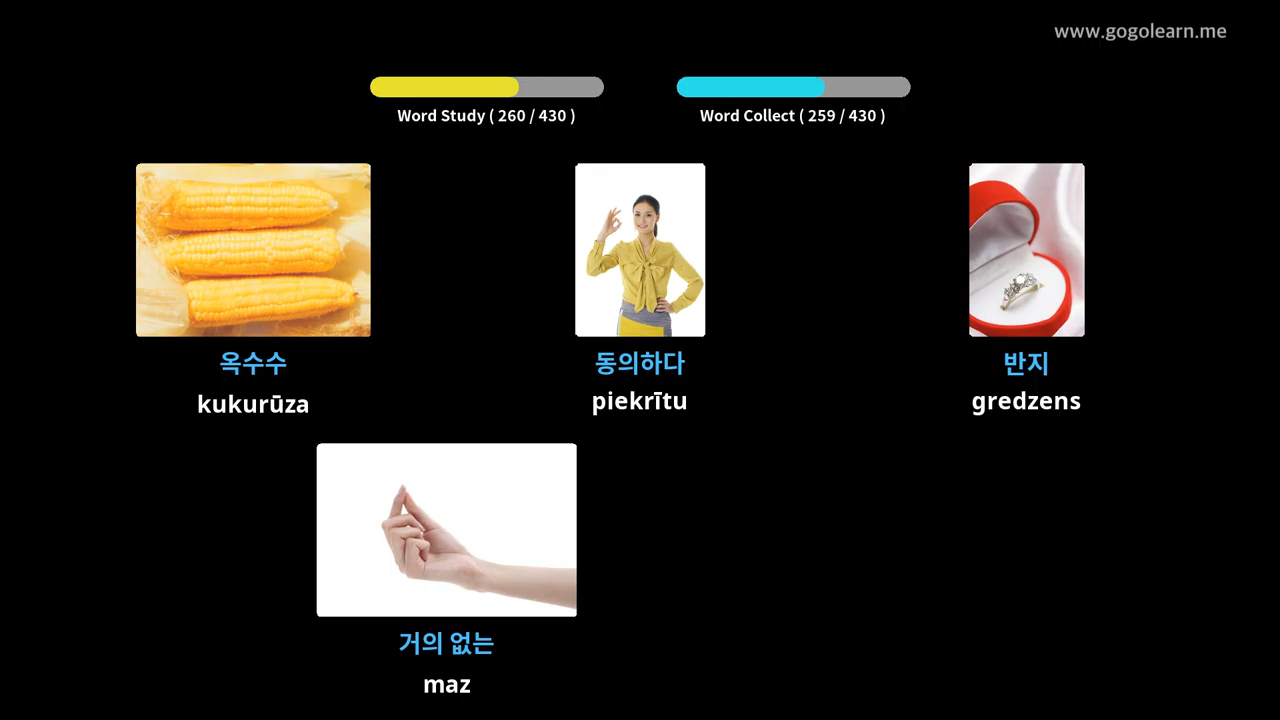 www.gogolearn.me
Word Study ( 260 / 430 )
Word Collect ( 259 / 430 )
옥수수
kukurūza
동의하다
piekrītu
반지
gredzens
거의 없는
maz